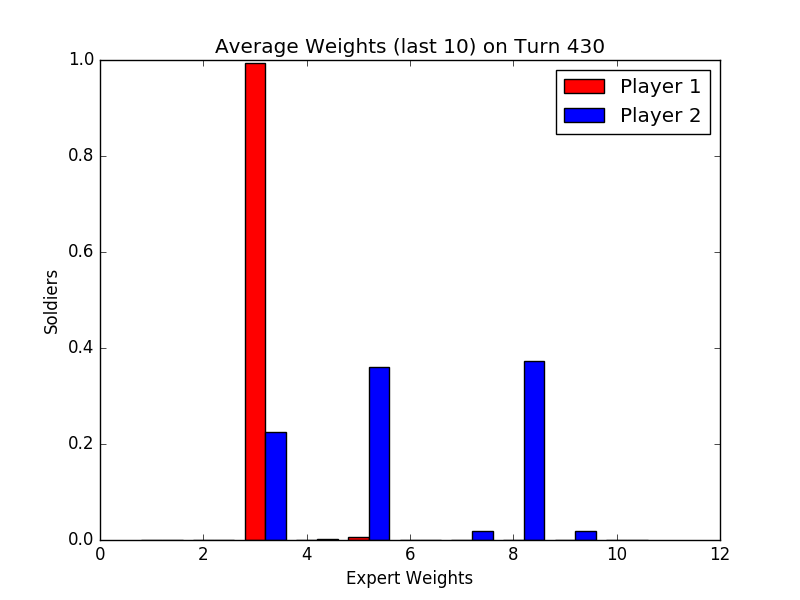 Average Weights (last 10) on Turn 430
1.0
Player 1
Player 2
0.8
0.6
Soldiers
0.4
0.2
0.0
0 2 4 6 8 10 12
Expert Weights